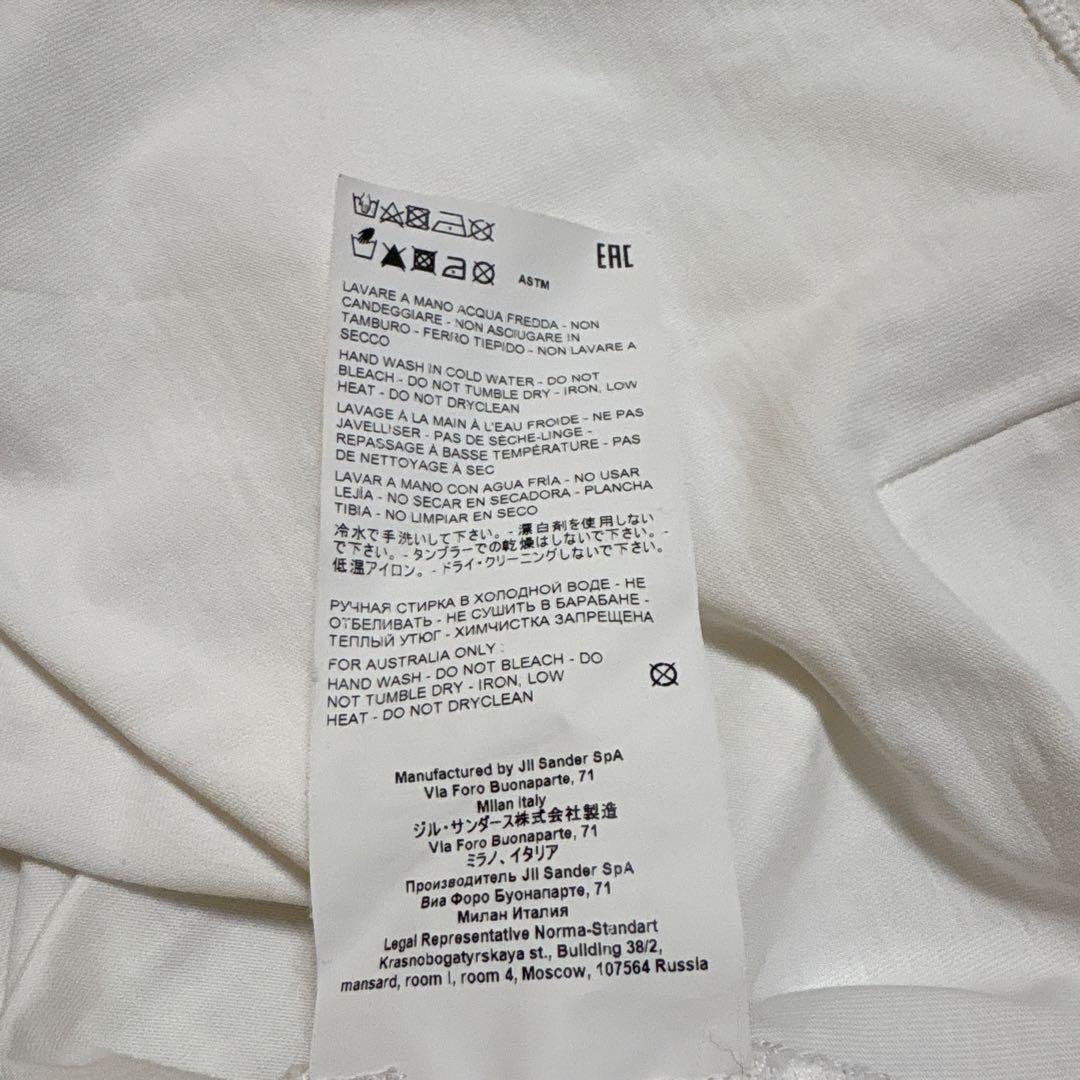 EAC
ASTM
LAVARE A MANO ACQUA FREDDA - NON
CANDEGGIARE - NON ASCIUGARE IN
TAMBURO - FERRO TIEPIDO - NON LAVARE A
SECCO
HAND WASH IN COLD WATER - DO NOT
BLEACH - DO NOT TUMBLE DRY - IRON, LOW
HEAT - DO NOT DRYCLEAN
LAVAGE À LA MAIN À L'EAU FROIDE - NE PAS
JAVELLISER - PAS DE SÈCHE-LINGE -
REPASSAGE À BASSE TEMPÉRATURE - PAS
DE NETTOYAGE À SEC
LAVAR A MANO CON AGUA FRÍA - NO USAR
LEJÍA - NO SECAR EN SECADORA - PLANCHA
TIBIA - NO LIMPIAR EN SECO
冷水で手洗いして下さい。- 漂白剤を使用しない
で下さい。- タンブラーでの乾燥はしないで下さい。-
低温アイロン。- ドライ・クリーニングしないで下さい。
РУЧНАЯ СТИРКА В ХОЛОДНОЙ ВОДЕ - НЕ
ОТБЕЛИВАТЬ - НЕ СУШИТЬ В БАРАБАНЕ -
ТЕПЛЫЙ УТЮГ - ХИМЧИСТКА ЗАПРЕЩЕНА
FOR AUSTRALIA ONLY :
HAND WASH - DO NOT BLEACH - DO
NOT TUMBLE DRY - IRON, LOW
HEAT - DO NOT DRYCLEAN
Manufactured by Jil Sander SpA
Via Foro Buonaparte, 71
Milan Italy
ジル・サンダース株式会社製造
Via Foro Buonaparte, 71
ミラノ、イタリア
Производитель Jil Sander SpA
Виа Форо Буонапарте, 71
Милан Италия
Legal Representative Norma-Standart
Krasnobogatyrskaya st., Building 38/2,
mansard, room I, room 4, Moscow, 107564 Russia